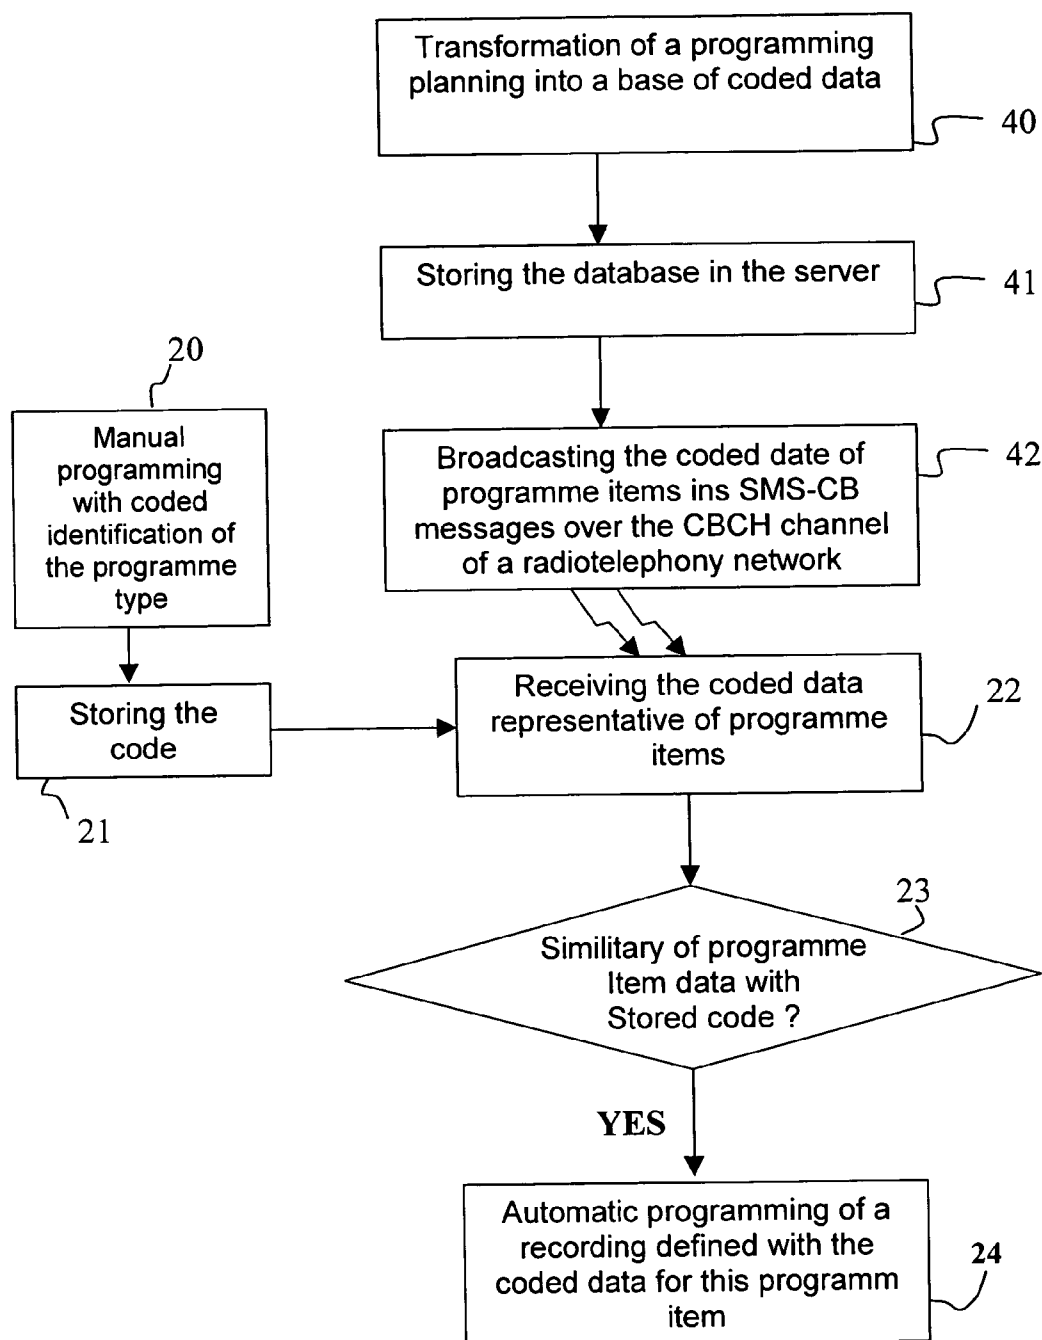 Transformation of a programming
planning into a base of coded data
40
Storing the database in the server
41
20
Manual
programming
with coded
identification of
the programme
type
Broadcasting the coded date of
programme items ins SMS-CB
messages over the CBCH channel
of a radiotelephony network
42
Storing the
code
21
Receiving the coded data
representative of programme
items
22
23
Similitary of programme
Item data with
Stored code ?
YES
Automatic programming of a
recording defined with the
coded data for this programm
item
24